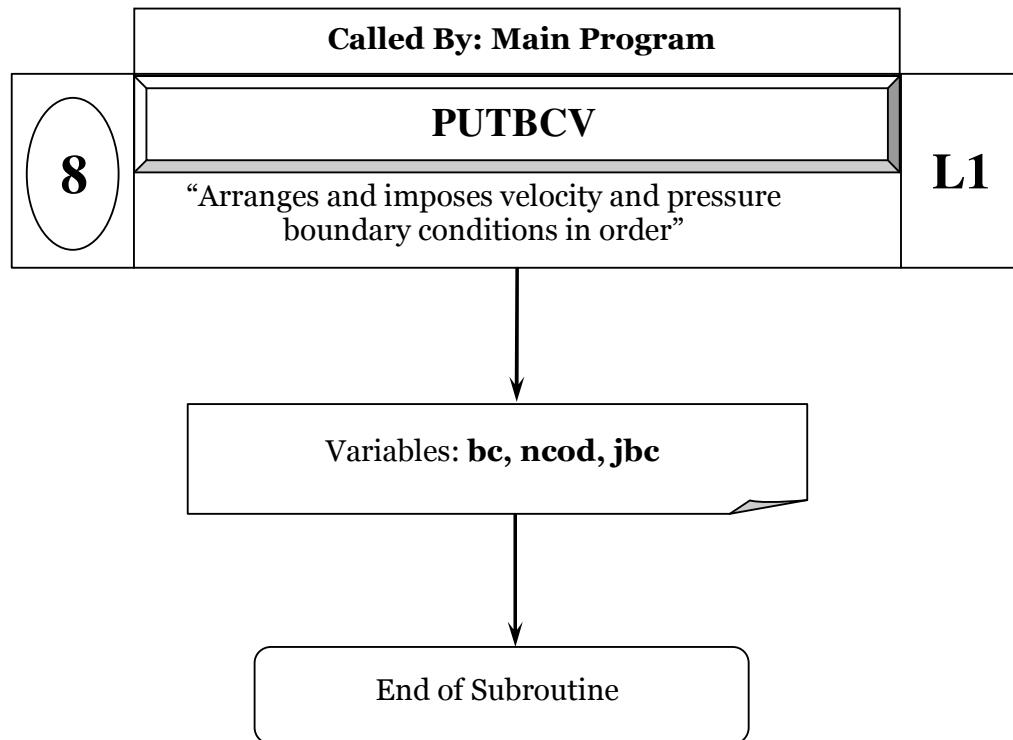 Called By: Main Program
8
PUTBCV
L1
“Arranges and imposes velocity and pressure
boundary conditions in order”
Variables: bc, ncod, jbc
End of Subroutine